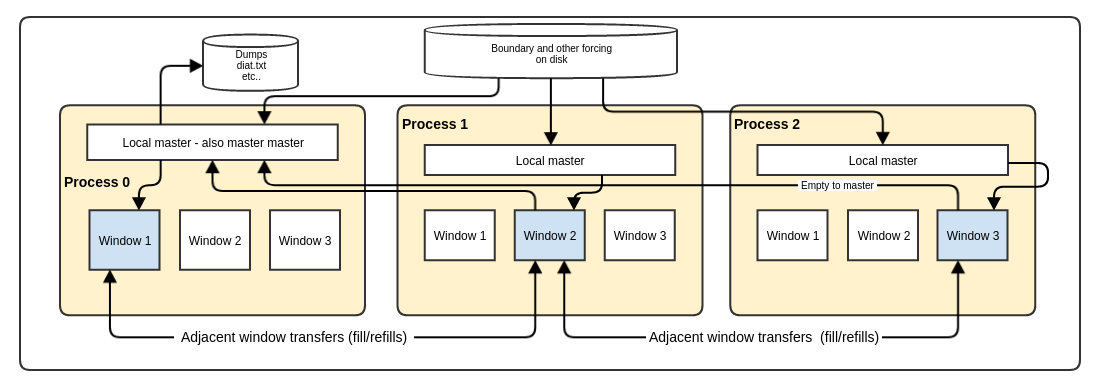 Dumps
diat.txt
etc..
Boundary and other forcing
on disk
Local master - also master master
Process 0
Window 1
Window 2
Window 3
Process 1
Local master
Window 1
Window 2
Window 3
Process 2
Local master
Empty to master
Window 1
Window 2
Window 3
Adjacent window transfers (fill/refills)
Adjacent window transfers  (fill/refills)